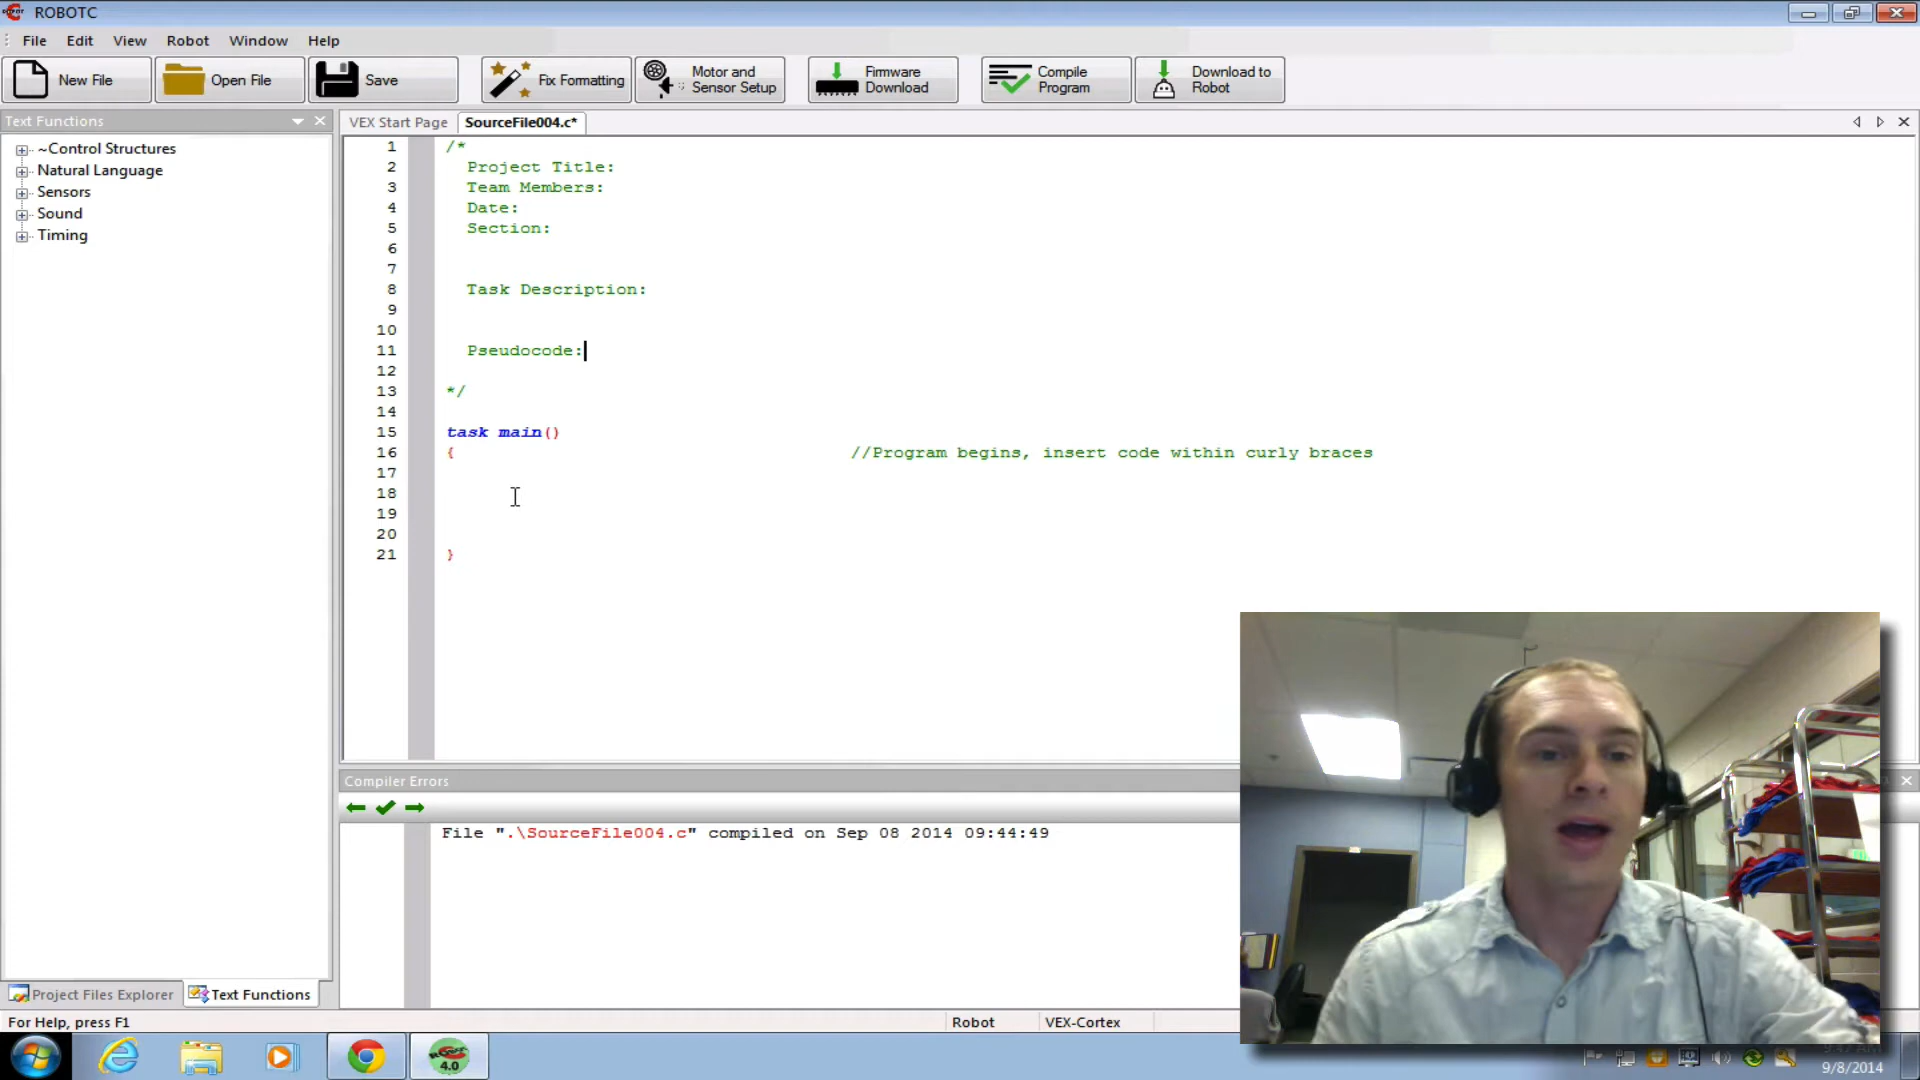 ROBOTC
File Edit View Robot Window Help
New File Open File Save Fix Formatting Motor and Sensor Setup Firmware Download Compile Program Download to Robot
Text Functions
VEX Start Page SourceFile004.c*
~Control Structures
Natural Language
Sensors
Sound
Timing
1 /*
2 Project Title:
3 Team Members:
4 Date:
5 Section:
6
7
8 Task Description:
9
10
11 Pseudocode:
12
13 */
14
15 task main()
16 { //Program begins, insert code within curly braces
17
18
19
20
21 }
Compiler Errors
File ".\SourceFile004.c" compiled on Sep 08 2014 09:44:49
Project Files Explorer Text Functions
For Help, press F1 Robot VEX-Cortex
4.0
9/8/2014